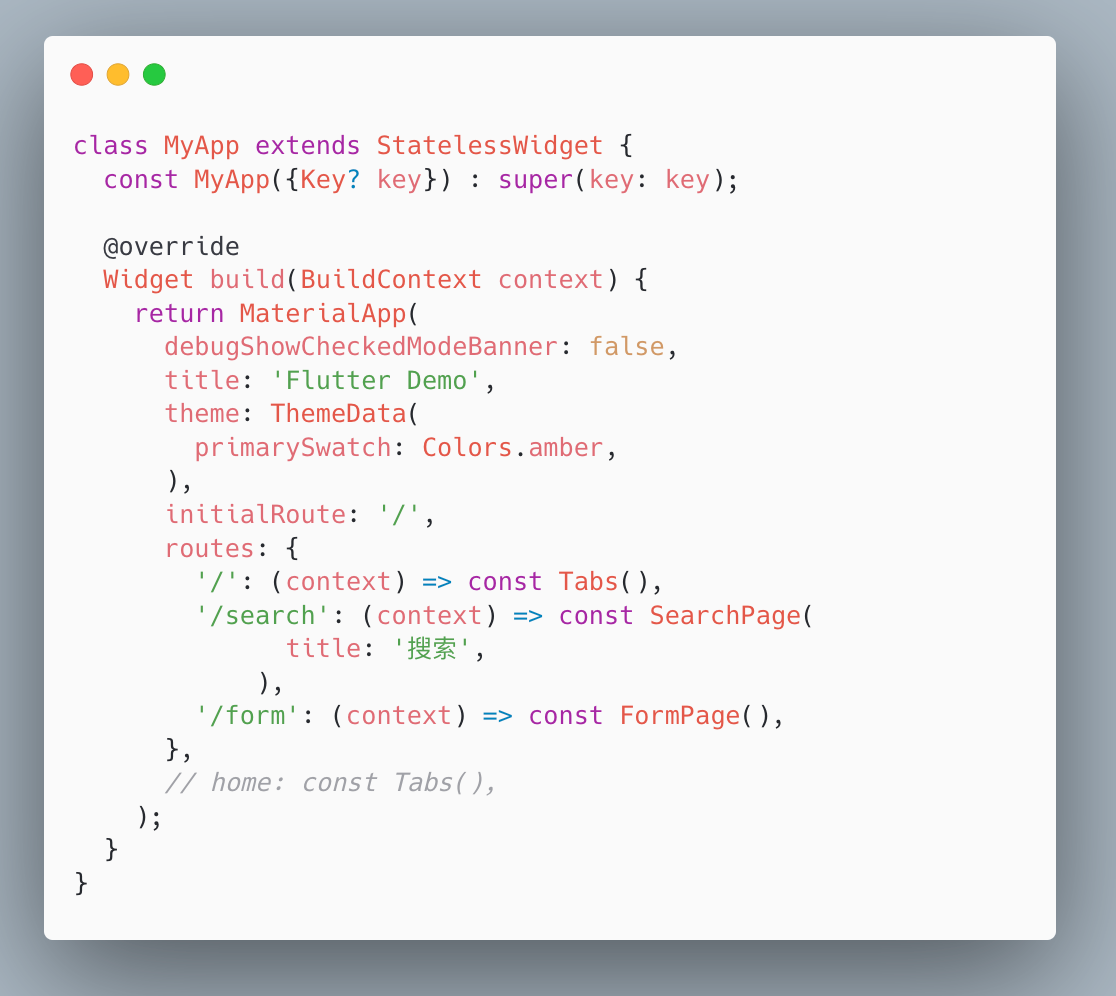 class MyApp extends StatelessWidget {
  const MyApp({Key? key}) : super(key: key);

  @override
  Widget build(BuildContext context) {
    return MaterialApp(
      debugShowCheckedModeBanner: false,
      title: 'Flutter Demo',
      theme: ThemeData(
        primarySwatch: Colors.amber,
      ),
      initialRoute: '/',
      routes: {
        '/': (context) => const Tabs(),
        '/search': (context) => const SearchPage(
              title: '搜索',
            ),
        '/form': (context) => const FormPage(),
      },
      // home: const Tabs(),
    );
  }
}